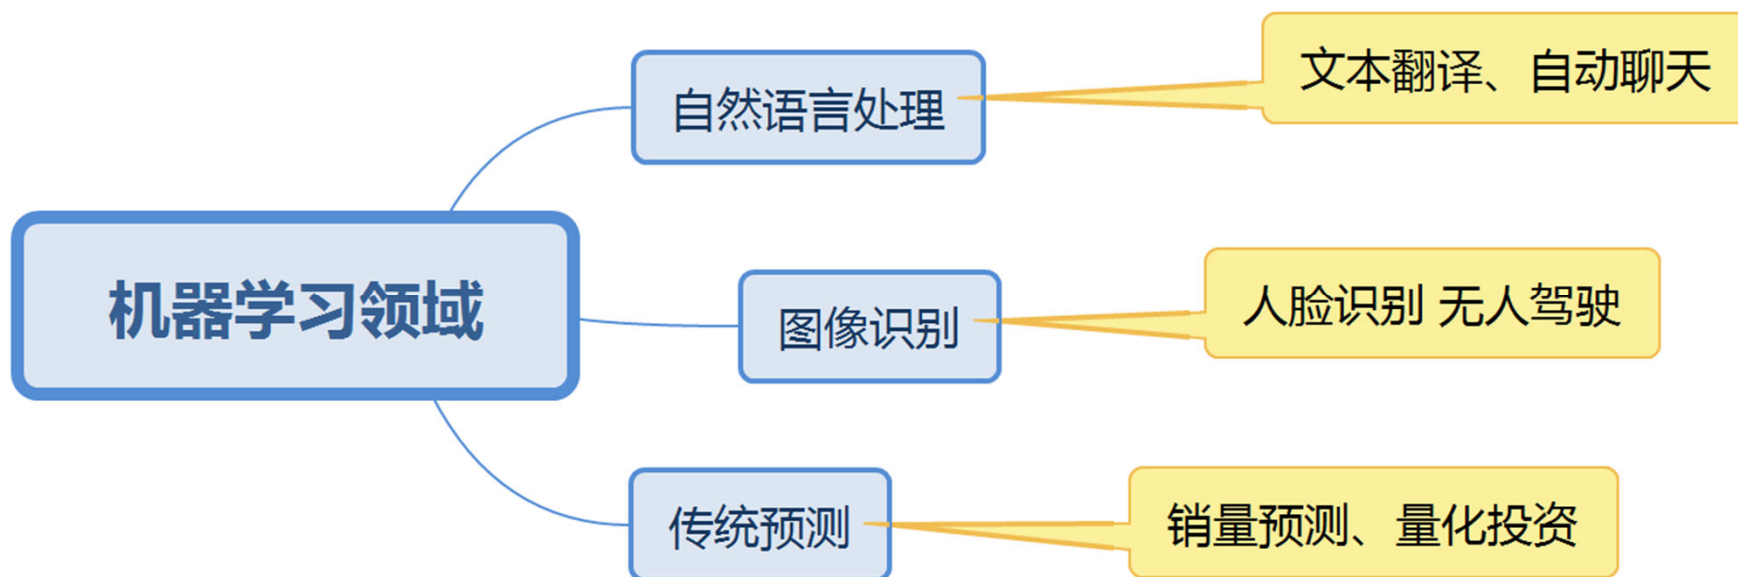 自然语言处理
文本翻译、自动聊天
机器学习领域
图像识别
人脸识别 无人驾驶
传统预测
销量预测、量化投资